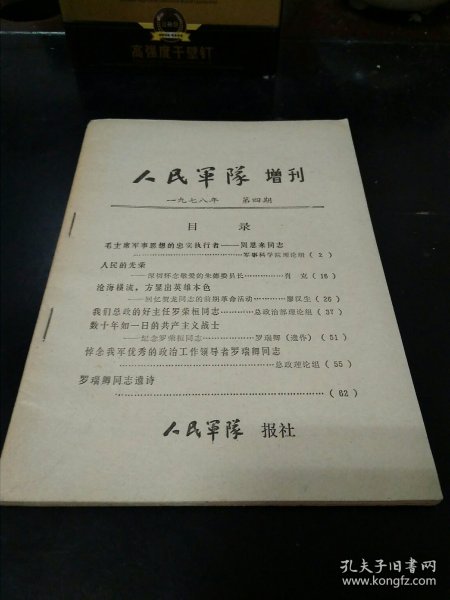 高强度干壁钉
人民軍隊 增刊
一九七八年 第四期
目 录
毛主席军事思想的忠实执行者——周恩来同志
军事科学院理论组（2）
人民的光荣
——深切怀念敬爱的朱德委员长…………肖克（16）
沧海横流，方显出英雄本色
——回忆贺龙同志的前期革命活动…………廖汉生（26）
我们总政的好主任罗荣桓同志………总政治部理论组（37）
数十年如一日的共产主义战士
——纪念罗荣桓同志…………罗瑞卿（遗作）（51）
悼念我军优秀的政治工作领导者罗瑞卿同志
…………总政理论组（55）
罗瑞卿同志遗诗
…………（62）
人民軍隊 报社
孔夫子旧书网
www.kongfz.com